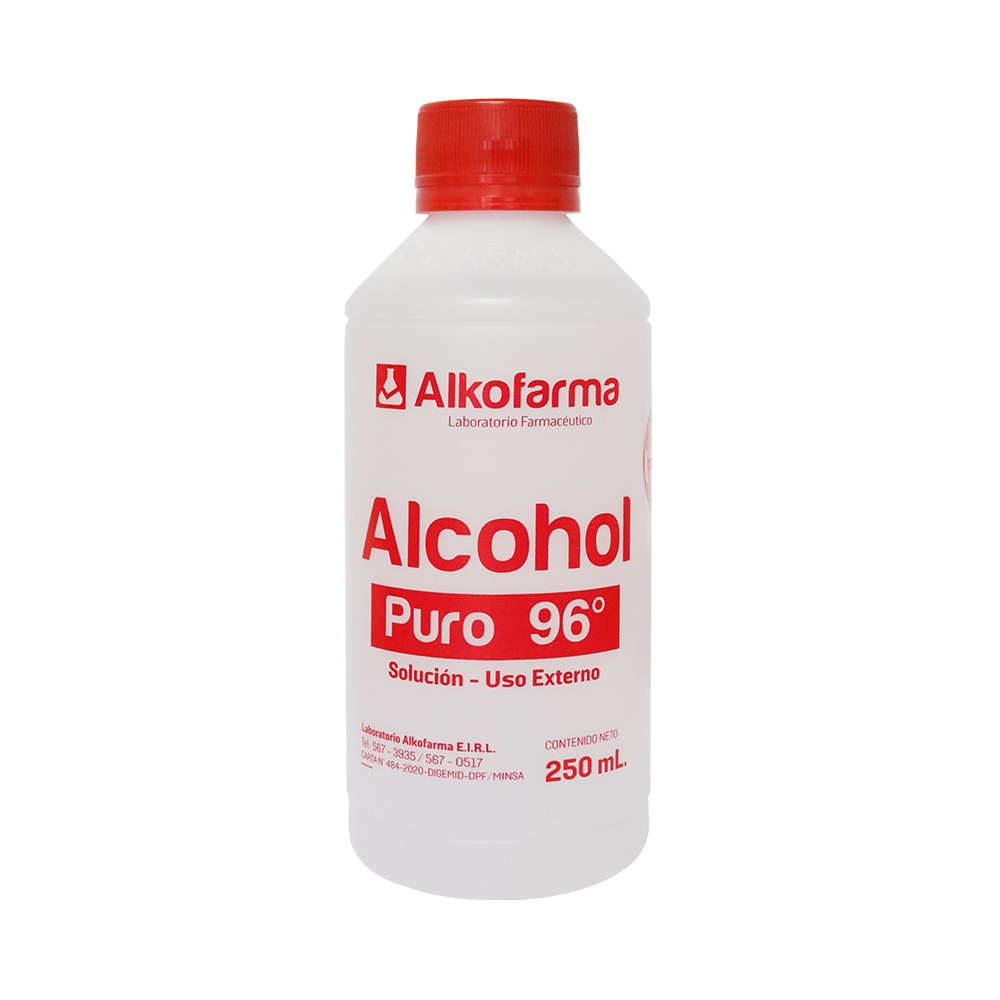 Alkofarma
Laboratorio Farmacéutico
Alcohol
Puro 96°
Solución - Uso Externo
Laboratorio Alkofarma E.I.R.L.
Tel.: 567 - 3935 / 567 - 0517
CARTA N° 484-2020-DIGEMID-DPF/MINSA
CONTENIDO NETO:
250 mL.